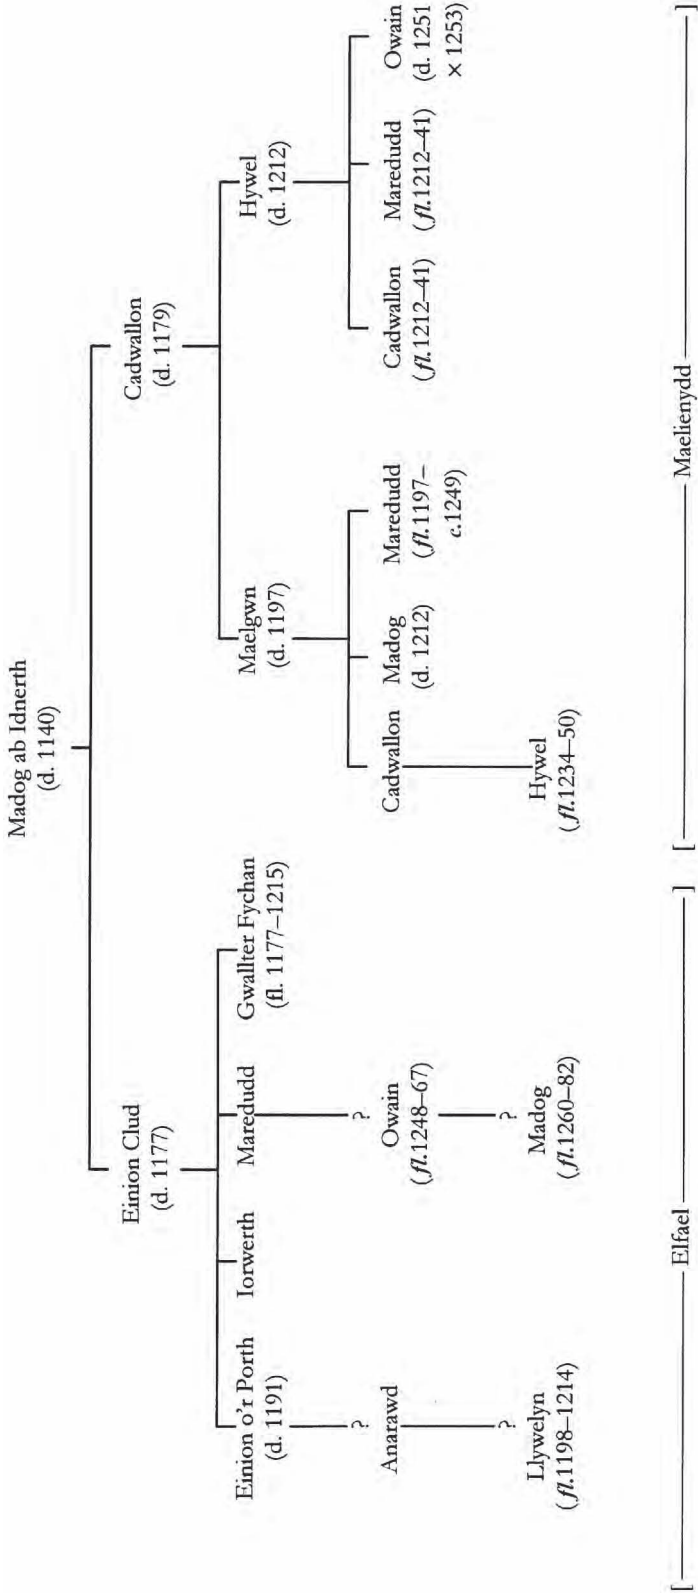 Madog ab Idnerth
(d. 1140)
Einion Clud
(d. 1177)
Cadwallon
(d. 1179)
Einion o'r Porth
(d. 1191)
Iorwerth
Maredudd
Gwallter Fychan
(fl. 1177–1215)
Maelgwn
(d. 1197)
Hywel
(d. 1212)
?
Anarawd
?
Owain
(fl.1248–67)
Cadwallon
Madog
(d. 1212)
Maredudd
(fl.1197–
c.1249)
Cadwallon
(fl.1212–41)
Maredudd
(fl.1212–41)
Owain
(d. 1251
× 1253)
?
Llywelyn
(fl.1198–1214)
?
Madog
(fl.1260–82)
Hywel
(fl.1234–50)
[ Elfael ]
[ Maelienydd ]